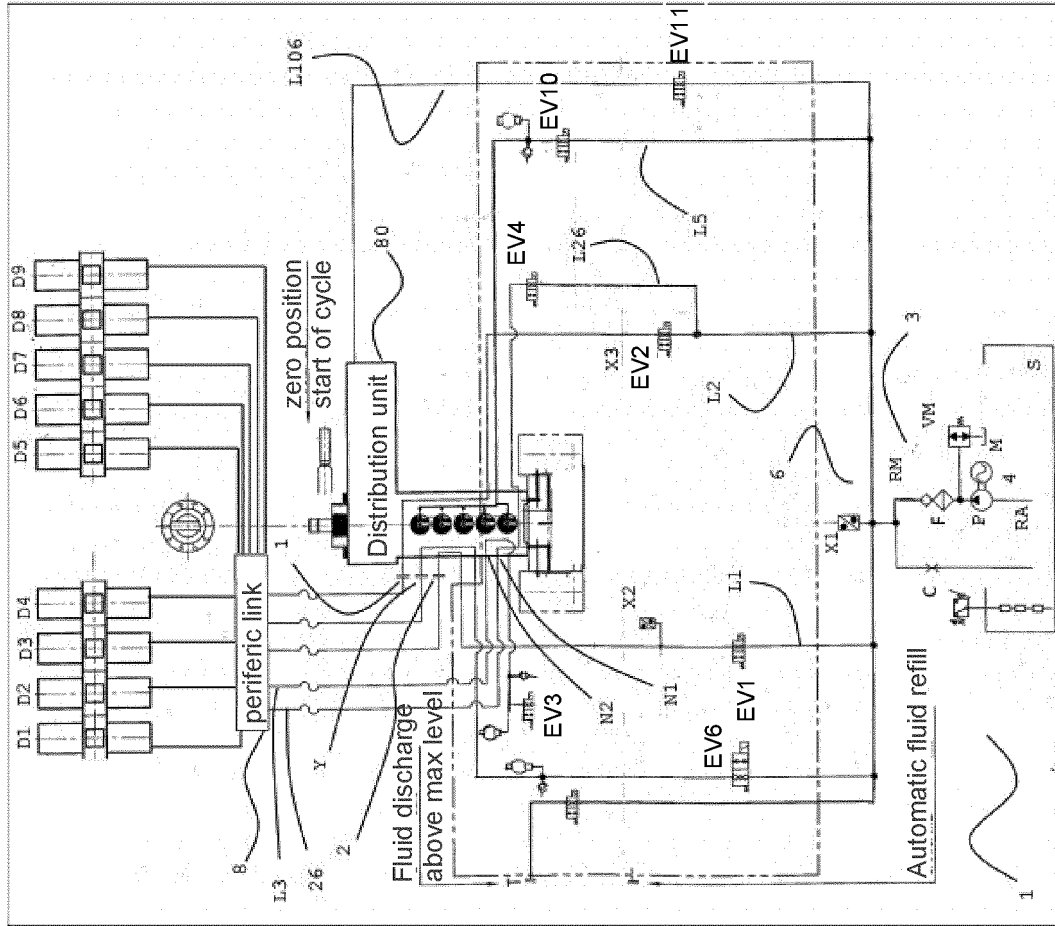 D1
D2
D3
D4
D5
D6
D7
D8
D9
periferic link
zero position
start of cycle
Distribution unit
80
L106
8
L3
26
2
Y
1
Fluid discharge
above max level
EV3
N2
N1
X2
EV6
EV1
L1
EV4
L26
X3
EV2
L2
EV10
EV11
L5
6
3
X1
RM
VM
C
F
P
M
4
RA
S
Automatic fluid refill
1